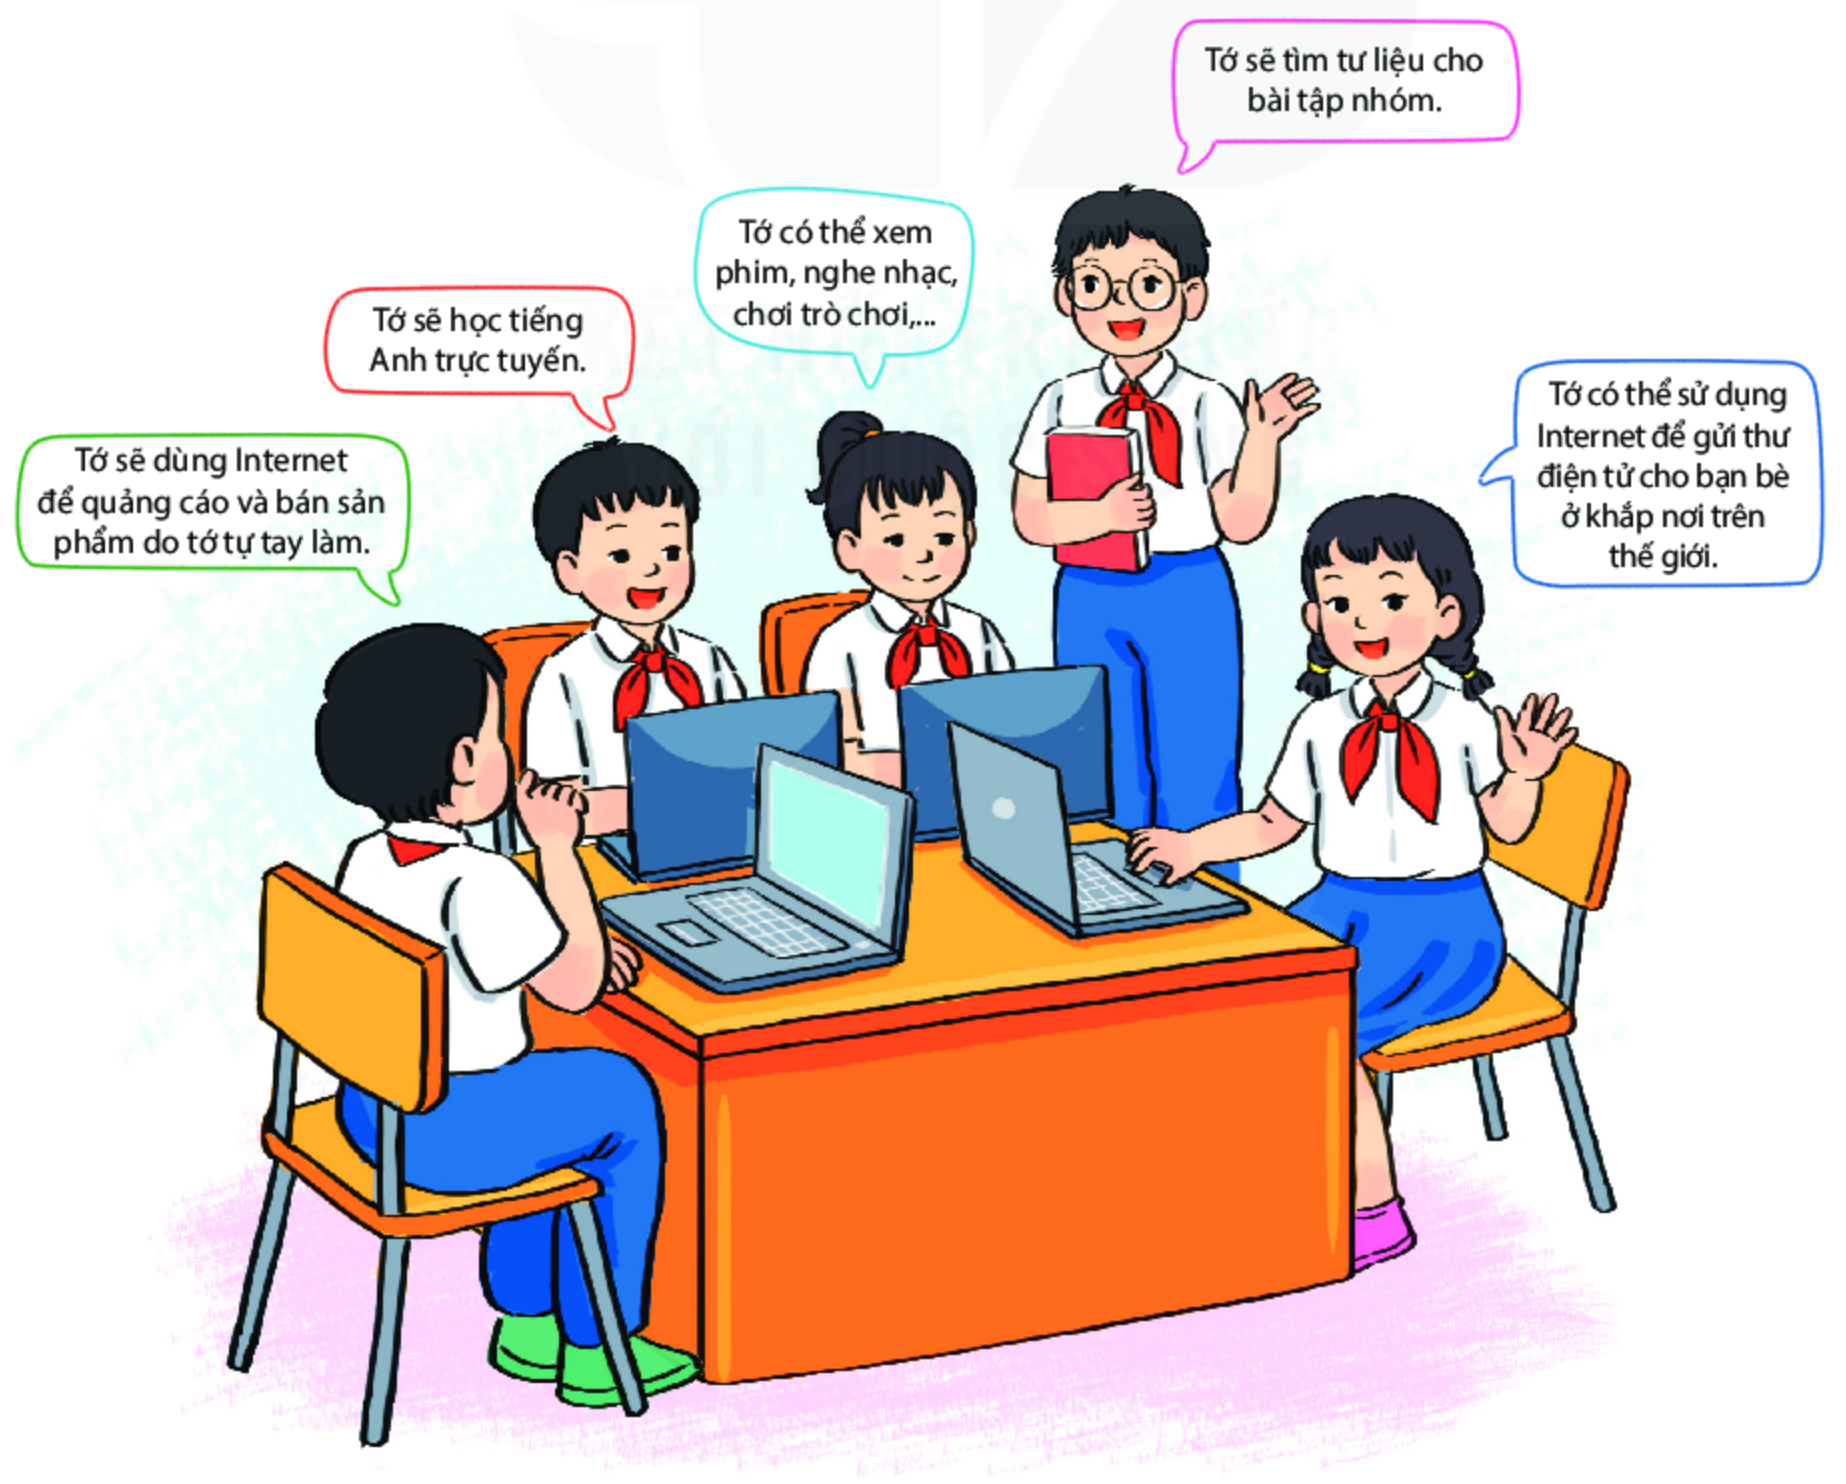 Tớ sẽ tìm tư liệu cho
bài tập nhóm.
Tớ có thể xem
phim, nghe nhạc,
chơi trò chơi,...
Tớ sẽ học tiếng
Anh trực tuyến.
Tớ có thể sử dụng
Internet để gửi thư
điện tử cho bạn bè
ở khắp nơi trên
thế giới.
Tớ sẽ dùng Internet
để quảng cáo và bán sản
phẩm do tớ tự tay làm.